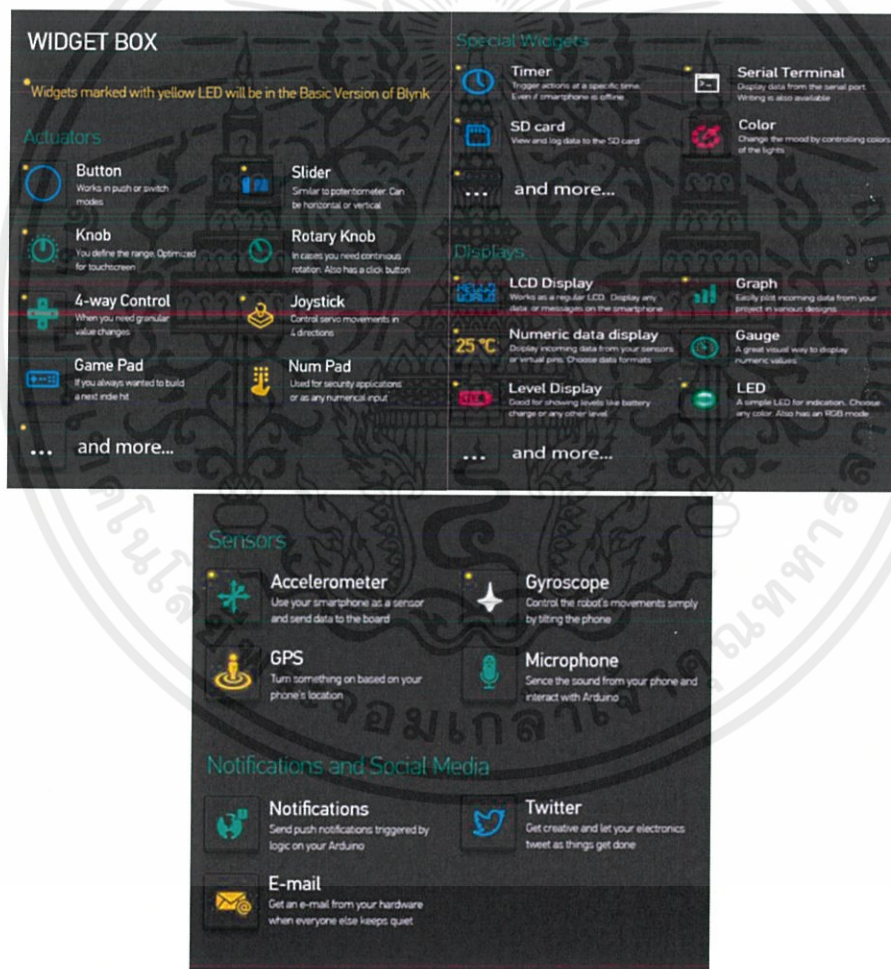 WIDGET BOX
Widgets marked with yellow LED will be in the Basic Version of Blynk
Actuators
Button
Works in push or switch
modes
Slider
Similar to potentiometer. Can
be horizontal or vertical
Knob
You define the range. Optimized
for touchscreen
Rotary Knob
In cases you need continuous
rotation. Also has a click button
4-way Control
When you need granular
value changes
Joystick
Control servo movements in
4 directions
Game Pad
If you always wanted to build
a next indie hit
Num Pad
Used for security applications
or as any numerical input
... and more...
Special Widgets
Timer
Trigger actions at a specific time.
Even if smartphone is offline
Serial Terminal
Display data from the serial port.
Writing is also available
SD card
View and log data to the SD card
Color
Change the mood by controlling colors
of the lights
... and more...
Displays
HELLO
WORLD
LCD Display
Works as a regular LCD. Display any
data or messages on the smartphone
Graph
Easily plot incoming data from your
project in various designs
25 °C
Numeric data display
Display incoming data from your sensors
or virtual pins. Choose data formats
Gauge
A great visual way to display
numeric values
Level Display
Good for showing levels like battery
charge or any other level
LED
A simple LED for indication. Choose
any color. Also has an RGB mode
... and more...
Sensors
Accelerometer
Use your smartphone as a sensor
and send data to the board
Gyroscope
Control the robot's movements simply
by tilting the phone
GPS
Turn something on based on your
phone's location
Microphone
Sence the sound from your phone and
interact with Arduino
Notifications and Social Media
Notifications
Send push notifications triggered by
logic on your Arduino
Twitter
Get creative and let your electronics
tweet as things get done
E-mail
Get an e-mail from your hardware
when everyone else keeps quiet